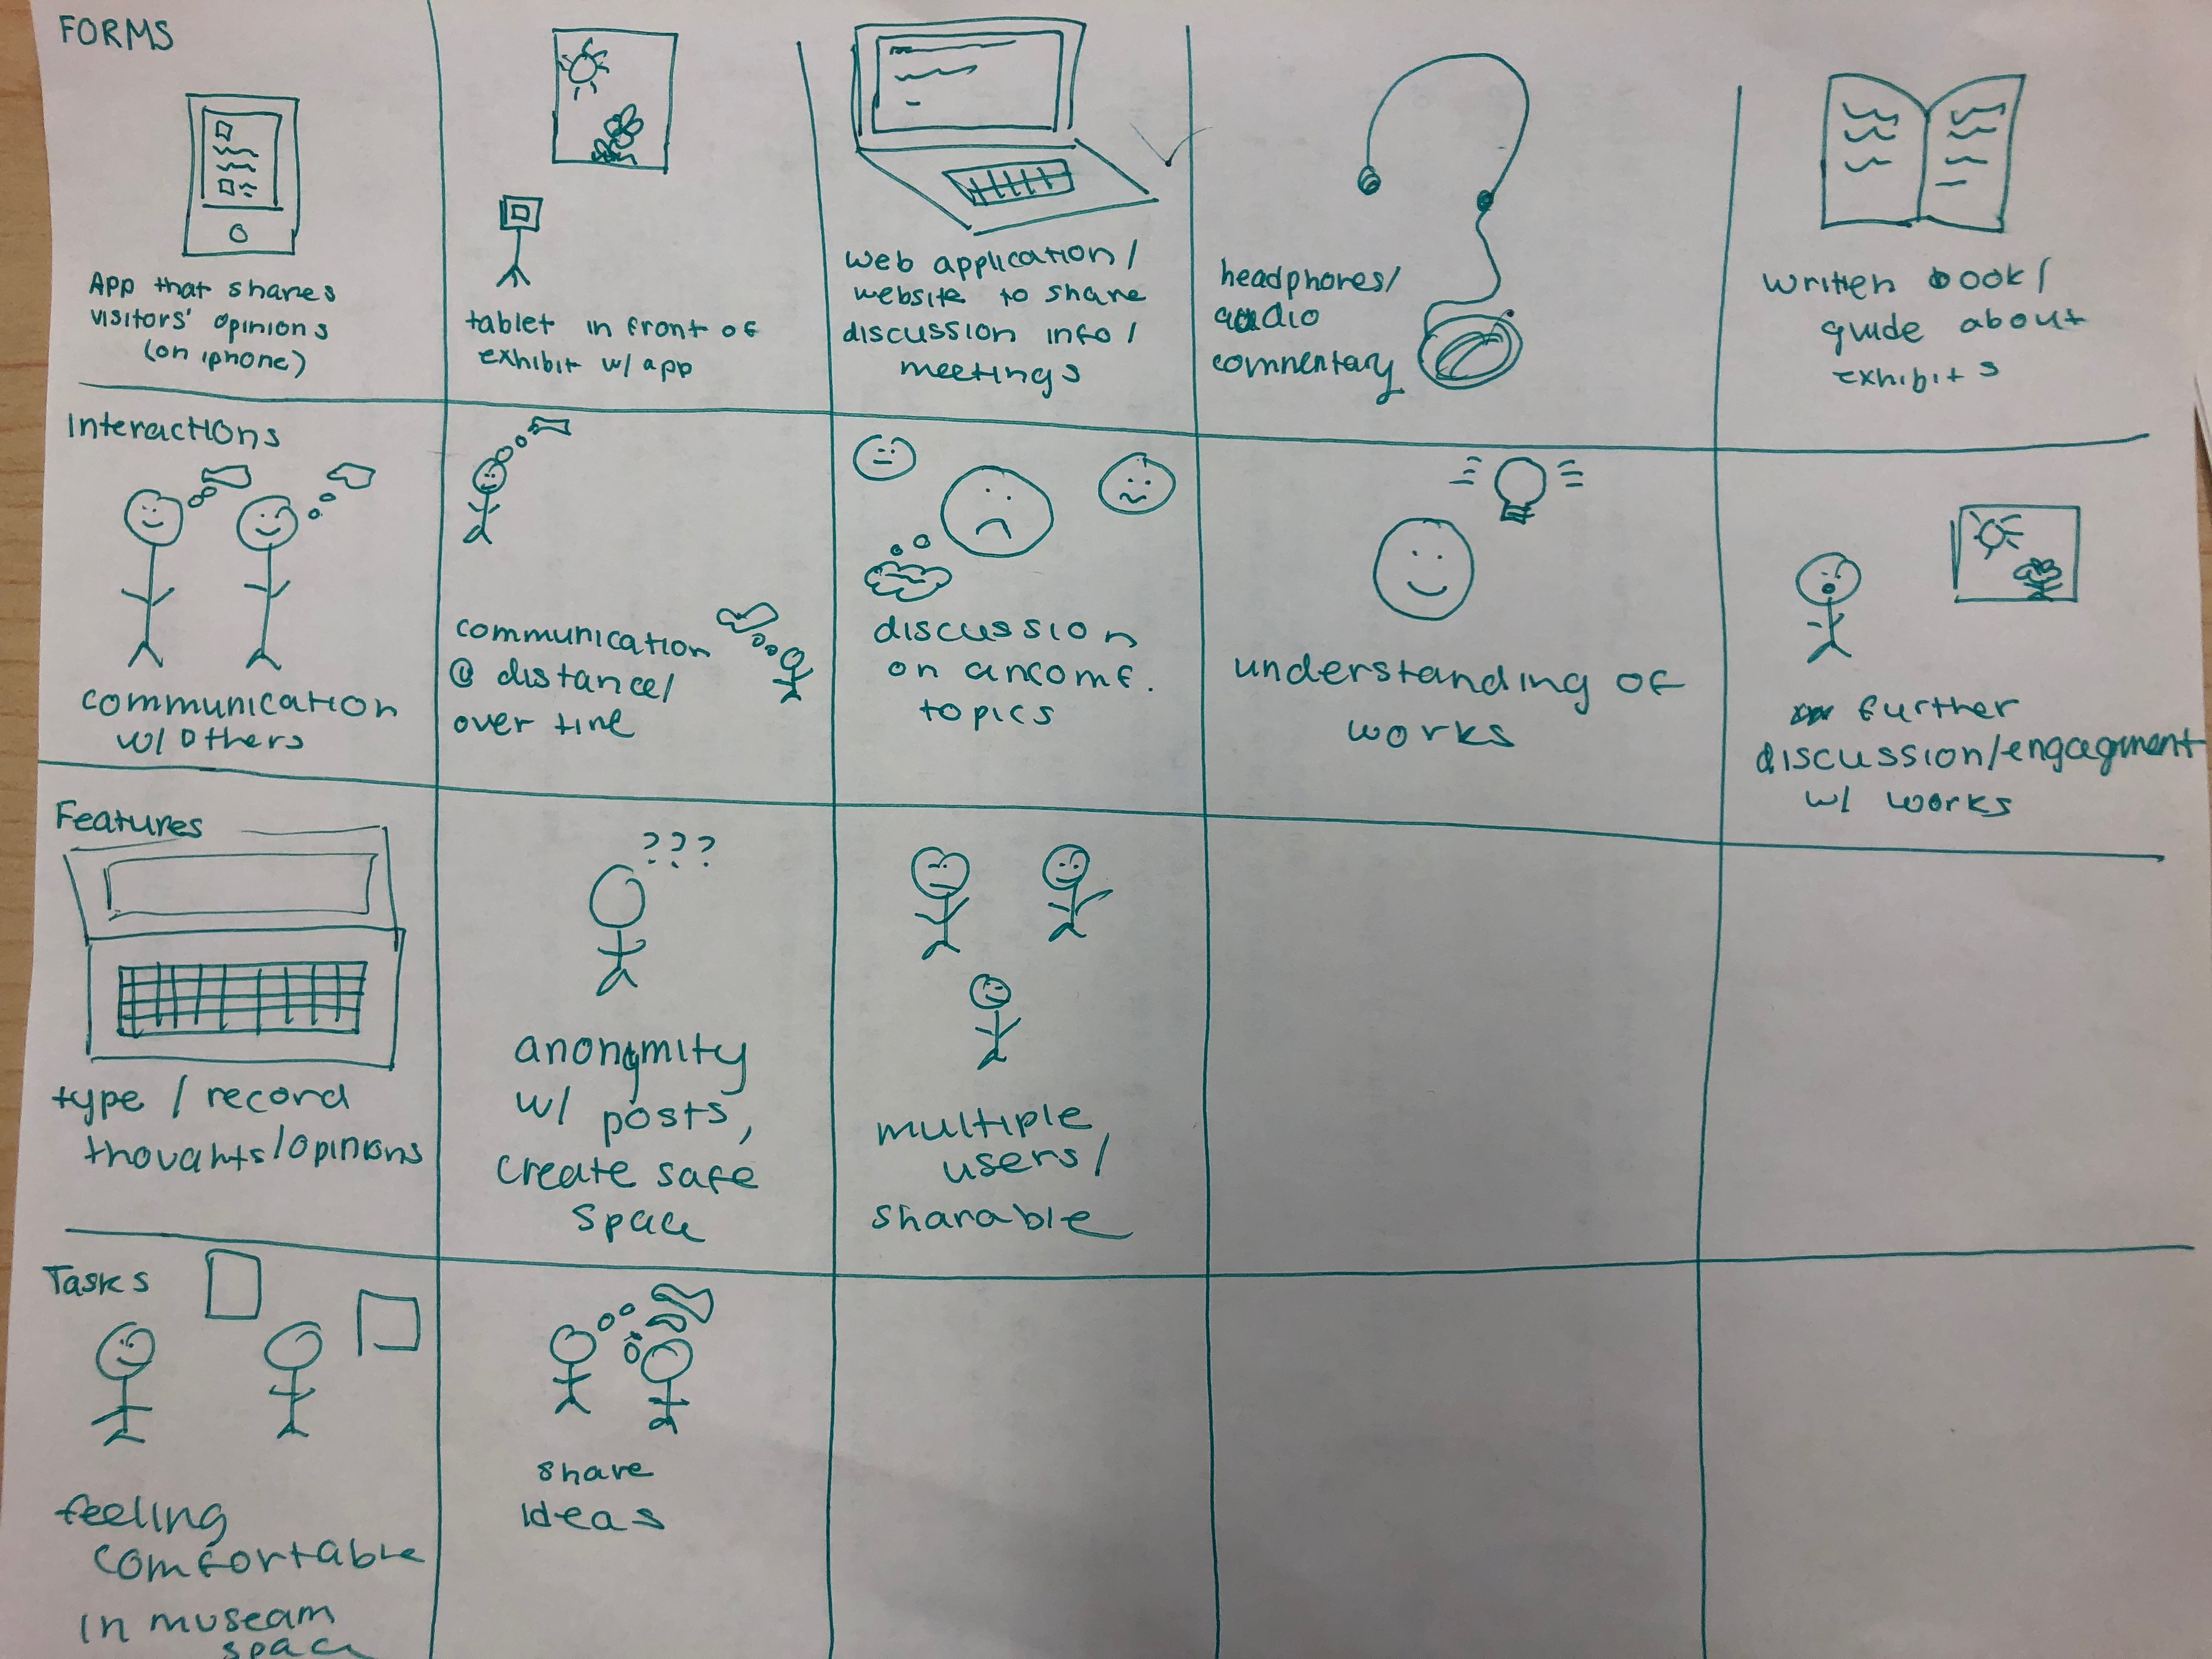 FORMS
App that shares
visitors' opinions
(on iphone)
tablet in front of
exhibit w/ app
web application/
website to share
discussion info/
meetings
headphones/
audio
commentary
written book/
guide about
exhibits
Interactions
communication
w/ others
communication
@ distance/
over time
discussion
on uncomf.
topics
understanding of
works
further
discussion/engagement
w/ works
Features
type / record
thoughts/opinions
???
anonymity
w/ posts,
create safe
space
multiple
users/
sharable
Tasks
feeling
comfortable
in museam
space
share
ideas